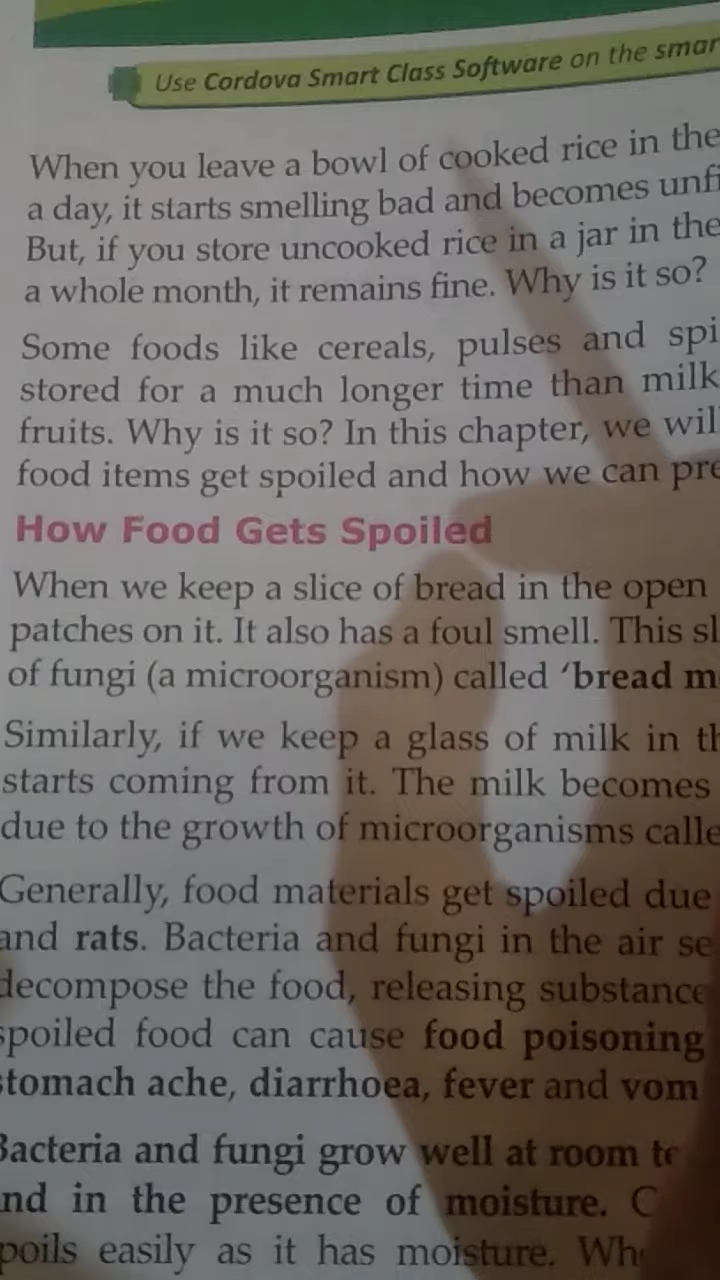 Use Cordova Smart Class Software on the smar
When you leave a bowl of cooked rice in the
a day, it starts smelling bad and becomes unfi
But, if you store uncooked rice in a jar in the
a whole month, it remains fine. Why is it so?
Some foods like cereals, pulses and spi
stored for a much longer time than milk
fruits. Why is it so? In this chapter, we wil
food items get spoiled and how we can pre
How Food Gets Spoiled
When we keep a slice of bread in the open
patches on it. It also has a foul smell. This sl
of fungi (a microorganism) called ‘bread m
Similarly, if we keep a glass of milk in th
starts coming from it. The milk becomes
due to the growth of microorganisms calle
Generally, food materials get spoiled due
and rats. Bacteria and fungi in the air se
decompose the food, releasing substance
spoiled food can cause food poisoning
stomach ache, diarrhoea, fever and vom
Bacteria and fungi grow well at room te
nd in the presence of moisture. C
poils easily as it has moisture. Whe